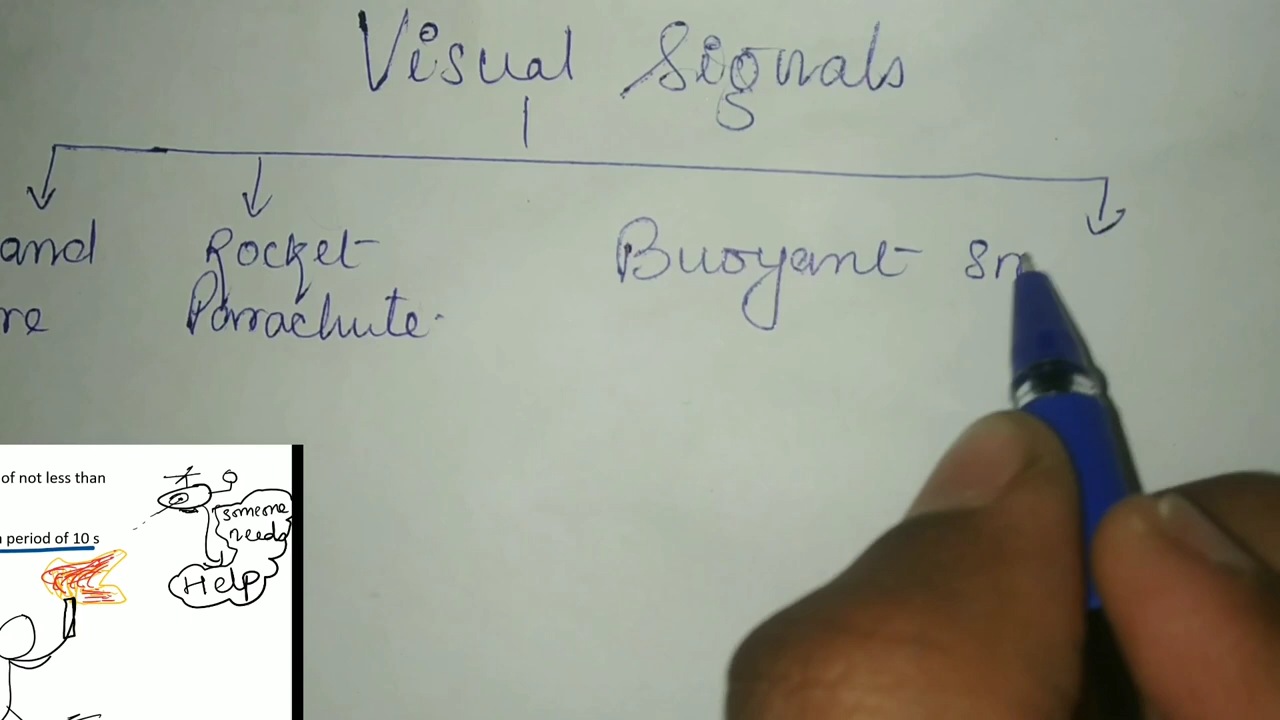 Visual Signals
and Rocket Buoyant Sm
re Parachute.
of not less than
period of 10 s
someone
needs
Help